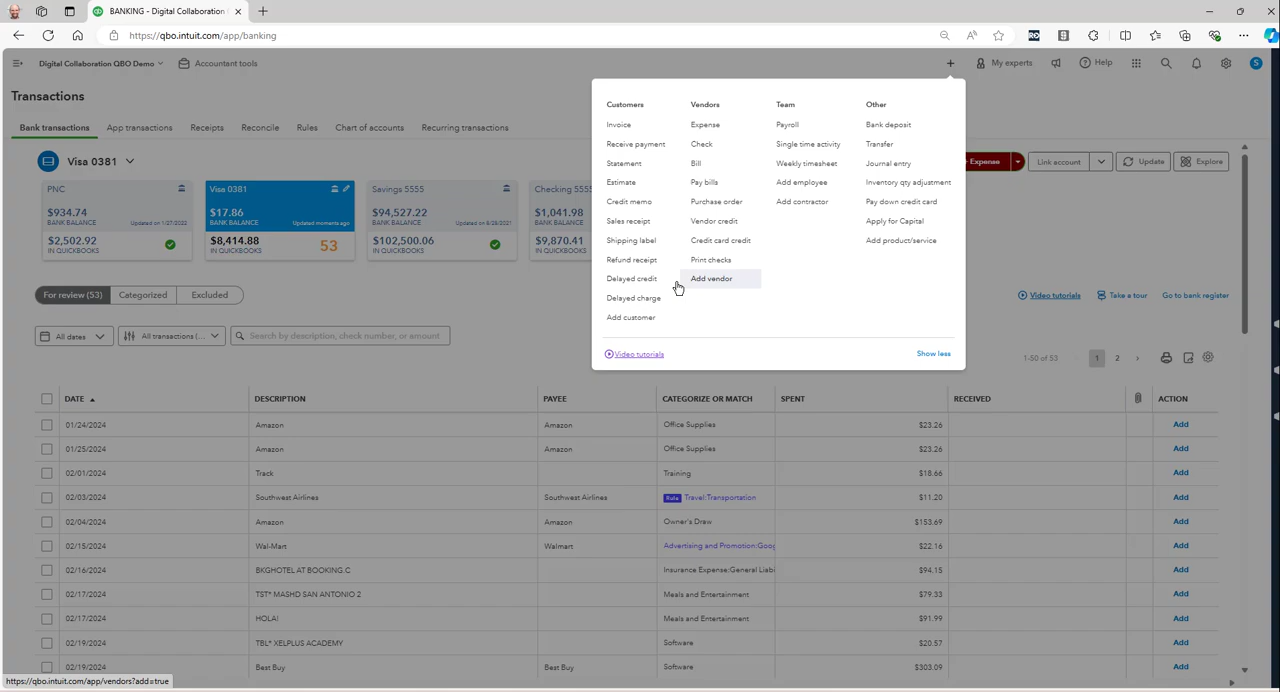 BANKING - Digital Collaboration Q
https://qbo.intuit.com/app/banking
Digital Collaboration QBO Demo
Accountant tools
My experts
Help
S
Transactions
Bank transactions
App transactions
Receipts
Reconcile
Rules
Chart of accounts
Recurring transactions
Visa 0381
Expense
Link account
Update
Explore
PNC
$934.74
BANK BALANCE
Updated on 1/27/2022
$2,502.92
IN QUICKBOOKS
Visa 0381
$17.86
BANK BALANCE
Updated moments ago
$8,414.88
IN QUICKBOOKS
53
Savings 5555
$94,527.22
BANK BALANCE
Updated on 8/28/2021
$102,500.06
IN QUICKBOOKS
Checking 555
$1,041.98
BANK BALANCE
$9,870.41
IN QUICKBOOKS
Customers
Invoice
Receive payment
Statement
Estimate
Credit memo
Sales receipt
Shipping label
Refund receipt
Delayed credit
Delayed charge
Add customer
Vendors
Expense
Check
Bill
Pay bills
Purchase order
Vendor credit
Credit card credit
Print checks
Add vendor
Team
Payroll
Single time activity
Weekly timesheet
Add employee
Add contractor
Other
Bank deposit
Transfer
Journal entry
Inventory qty adjustment
Pay down credit card
Apply for Capital
Add product/service
Video tutorials
Show less
For review (53)
Categorized
Excluded
Video tutorials
Take a tour
Go to bank register
All dates
All transactions (...
Search by description, check number, or amount
1-50 of 53
1
2
DATE DESCRIPTION PAYEE CATEGORIZE OR MATCH SPENT RECEIVED ACTION
01/24/2024 Amazon Amazon Office Supplies $23.26 Add
01/25/2024 Amazon Amazon Office Supplies $23.26 Add
02/01/2024 Track Training $18.66 Add
02/03/2024 Southwest Airlines Southwest Airlines Rule Travel:Transportation $11.20 Add
02/04/2024 Amazon Amazon Owner's Draw $153.69 Add
02/15/2024 Wal-Mart Walmart Advertising and Promotion:Goog $22.16 Add
02/16/2024 BKGHOTEL AT BOOKING.C Insurance Expense:General Liabi $94.15 Add
02/17/2024 TST* MASHD SAN ANTONIO 2 Meals and Entertainment $79.33 Add
02/17/2024 HOLA! Meals and Entertainment $91.99 Add
02/19/2024 TBL* XELPLUS ACADEMY Software $20.57 Add
02/19/2024 Best Buy Best Buy Software $303.09 Add
https://qbo.intuit.com/app/vendors?add=true